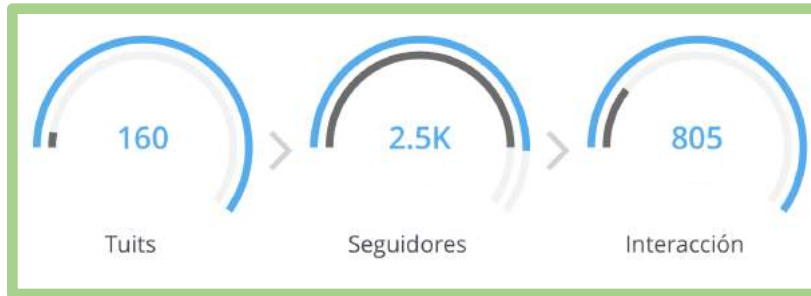 160
2.5K
805
Tuits
Seguidores
Interacción